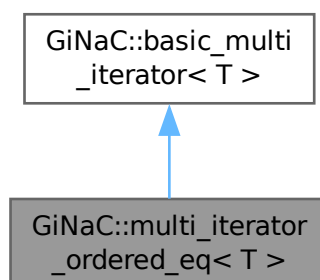 GiNaC::basic_multi
_iterator< T >
GiNaC::multi_iterator
_ordered_eq< T >